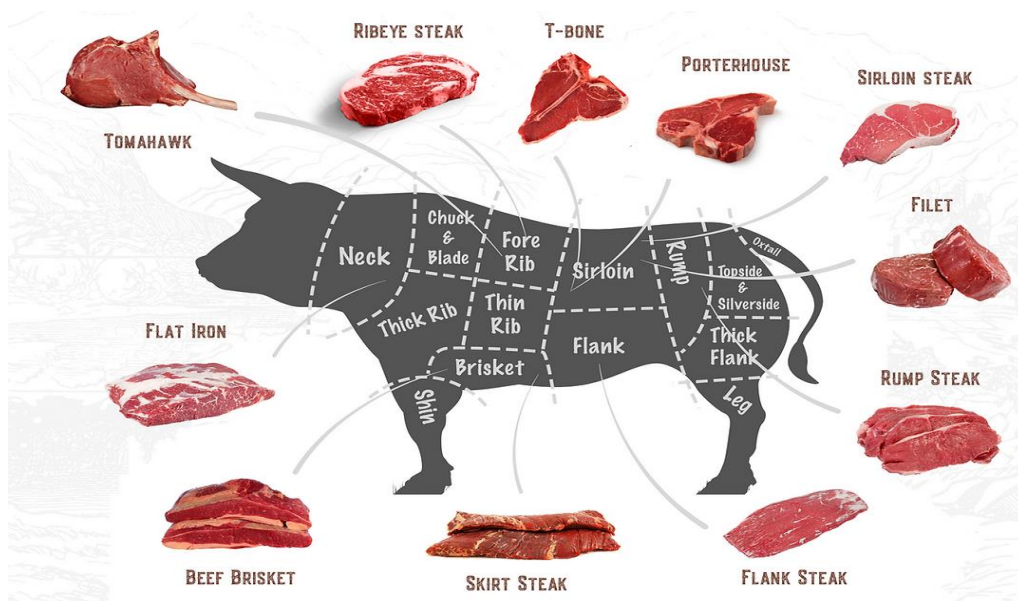 Ribeye steak
T-bone
Porterhouse
Sirloin steak
Tomahawk
Filet
Neck
Chuck
&
Blade
Fore
Rib
Sirloin
Rump
Oxtail
Topside
&
Silverside
Thick Rib
Thin
Rib
Flank
Thick
Flank
Brisket
Shin
Leg
Flat Iron
Rump Steak
Beef Brisket
Skirt Steak
Flank Steak